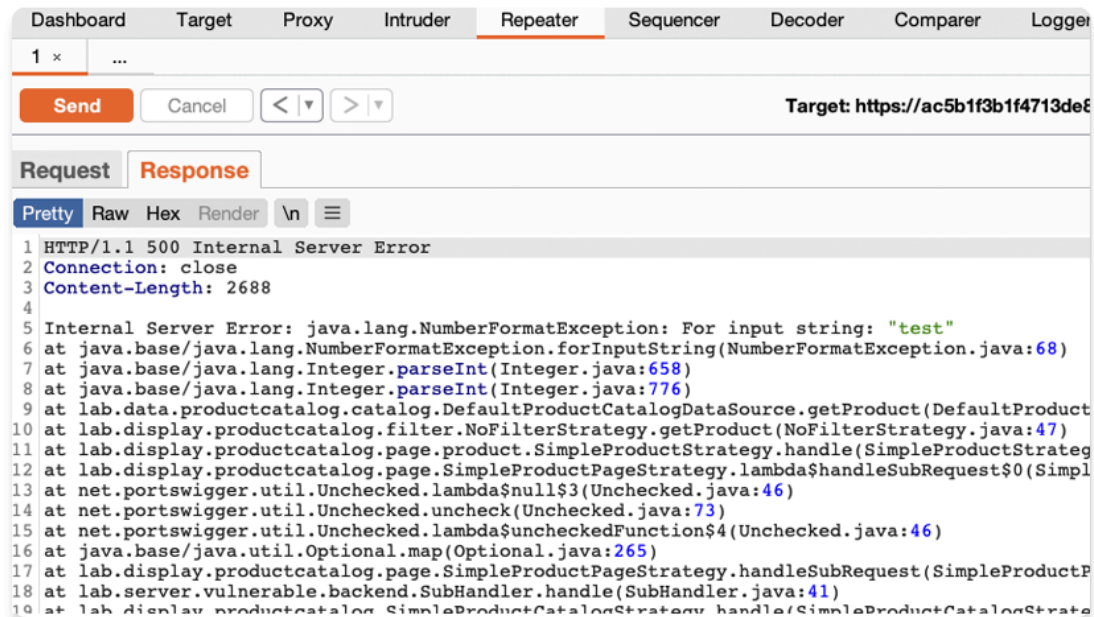 Dashboard Target Proxy Intruder Repeater Sequencer Decoder Comparer Logger
1 × ...
Send Cancel < > Target: https://ac5b1f3b1f4713de8
Request Response
Pretty Raw Hex Render \n
1 HTTP/1.1 500 Internal Server Error
2 Connection: close
3 Content-Length: 2688
4
5 Internal Server Error: java.lang.NumberFormatException: For input string: "test"
6 at java.base/java.lang.NumberFormatException.forInputString(NumberFormatException.java:68)
7 at java.base/java.lang.Integer.parseInt(Integer.java:658)
8 at java.base/java.lang.Integer.parseInt(Integer.java:776)
9 at lab.data.productcatalog.catalog.DefaultProductCatalogDataSource.getProduct(DefaultProduct
10 at lab.display.productcatalog.filter.NoFilterStrategy.getProduct(NoFilterStrategy.java:47)
11 at lab.display.productcatalog.page.product.SimpleProductStrategy.handle(SimpleProductStrateg
12 at lab.display.productcatalog.page.SimpleProductPageStrategy.lambda$handleSubRequest$0(Simpl
13 at net.portswigger.util.Unchecked.lambda$null$3(Unchecked.java:46)
14 at net.portswigger.util.Unchecked.uncheck(Unchecked.java:73)
15 at net.portswigger.util.Unchecked.lambda$uncheckedFunction$4(Unchecked.java:46)
16 at java.base/java.util.Optional.map(Optional.java:265)
17 at lab.display.productcatalog.page.SimpleProductPageStrategy.handleSubRequest(SimpleProductP
18 at lab.server.vulnerable.backend.SubHandler.handle(SubHandler.java:41)
19 at lab.display.productcatalog.SimpleProductCatalogStrategy.handle(SimpleProductCatalogStrate